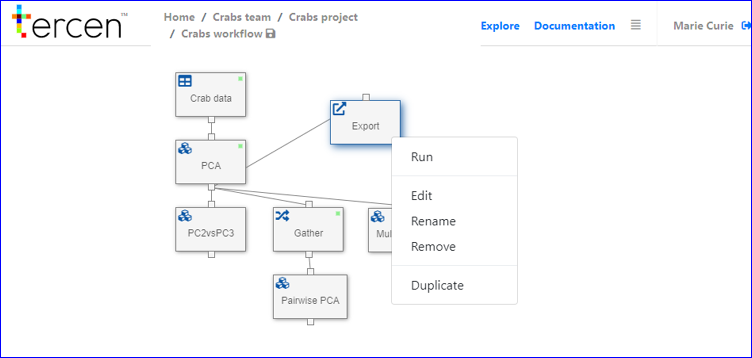 tercen™
Home / Crabs team / Crabs project
/ Crabs workflow
Explore Documentation Marie Curie
Crab data
Export
PCA
Run
Edit
Rename
Remove
Duplicate
PC2vsPC3
Gather
Mul
Pairwise PCA